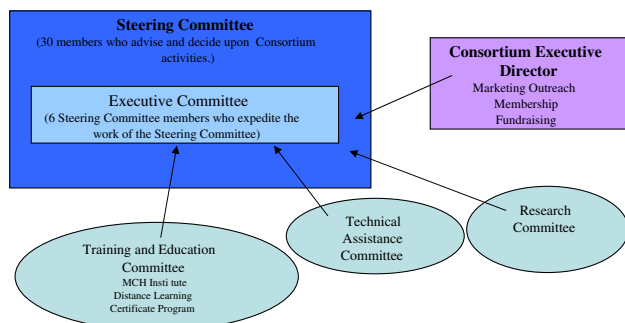 Steering Committee
(30 members who advise and decide upon Consortium
activities.)
Executive Committee
(6 Steering Committee members who expedite the
work of the Steering Committee)
Consortium Executive
Director
Marketing Outreach
Membership
Fundraising
Training and Education
Committee
MCH Insti tute
Distance Learning
Certificate Program
Technical
Assistance
Committee
Research
Committee